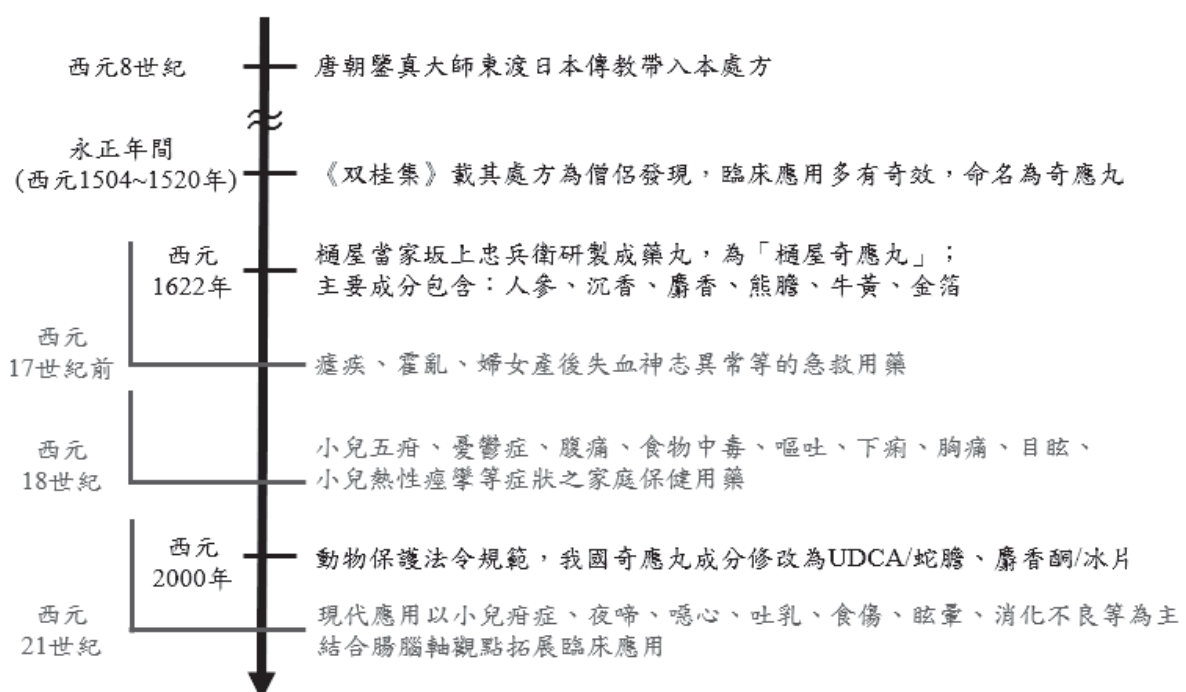 西元8世紀
唐朝鑒真大師東渡日本傳教帶入本處方
永正年間
(西元1504~1520年)
《双桂集》載其處方為僧侶發現，臨床應用多有奇效，命名為奇應丸
西元
1622年
樋屋當家坂上忠兵衛研製成藥丸，為「樋屋奇應丸」；
主要成分包含：人參、沉香、麝香、熊膽、牛黃、金箔
西元
17世紀前
瘧疾、霍亂、婦女產後失血神志異常等的急救用藥
西元
18世紀
小兒五疳、憂鬱症、腹痛、食物中毒、嘔吐、下痢、胸痛、目眩、
小兒熱性痙攣等症狀之家庭保健用藥
西元
2000年
動物保護法令規範，我國奇應丸成分修改為UDCA/蛇膽、麝香酮/冰片
西元
21世紀
現代應用以小兒疳症、夜啼、噁心、吐乳、食傷、眩暈、消化不良等為主
結合腸腦軸觀點拓展臨床應用